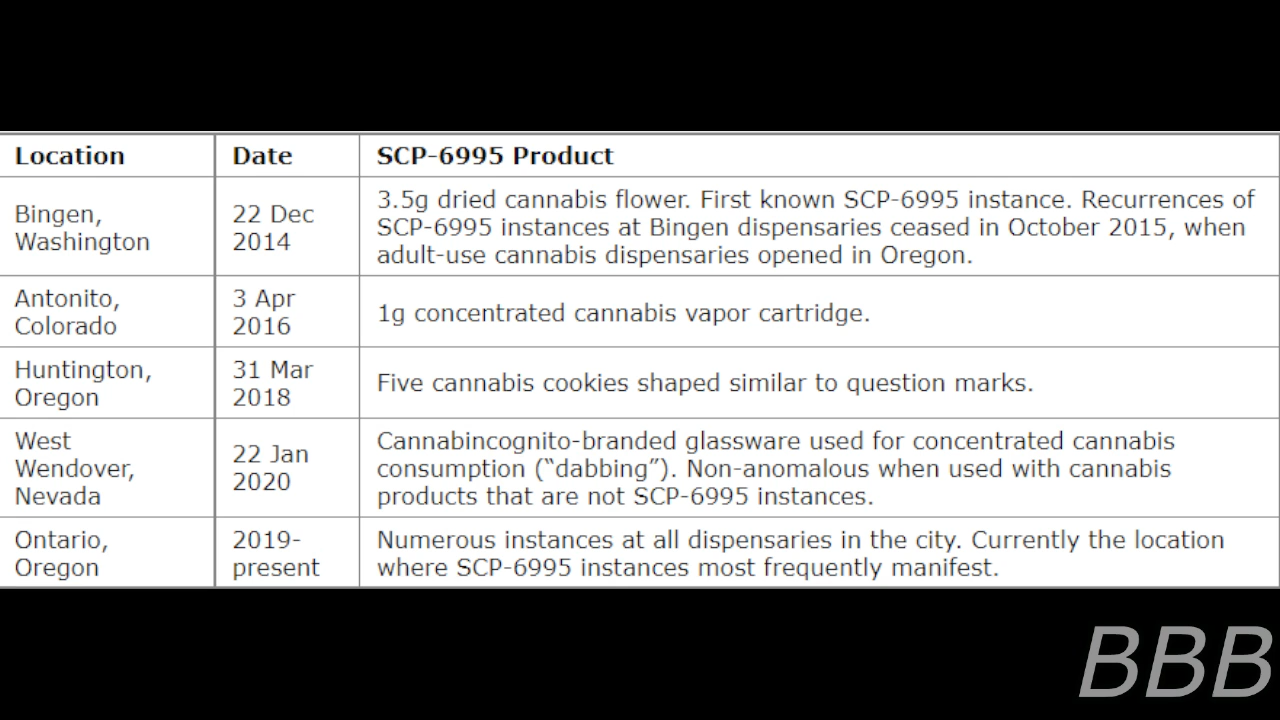 Location Date SCP-6995 Product
Bingen,
Washington
22 Dec
2014
3.5g dried cannabis flower. First known SCP-6995 instance. Recurrences of
SCP-6995 instances at Bingen dispensaries ceased in October 2015, when
adult-use cannabis dispensaries opened in Oregon.
Antonito,
Colorado
3 Apr
2016
1g concentrated cannabis vapor cartridge.
Huntington,
Oregon
31 Mar
2018
Five cannabis cookies shaped similar to question marks.
West
Wendover,
Nevada
22 Jan
2020
Cannabincognito-branded glassware used for concentrated cannabis
consumption (“dabbing”). Non-anomalous when used with cannabis
products that are not SCP-6995 instances.
Ontario,
Oregon
2019-
present
Numerous instances at all dispensaries in the city. Currently the location
where SCP-6995 instances most frequently manifest.
BBB